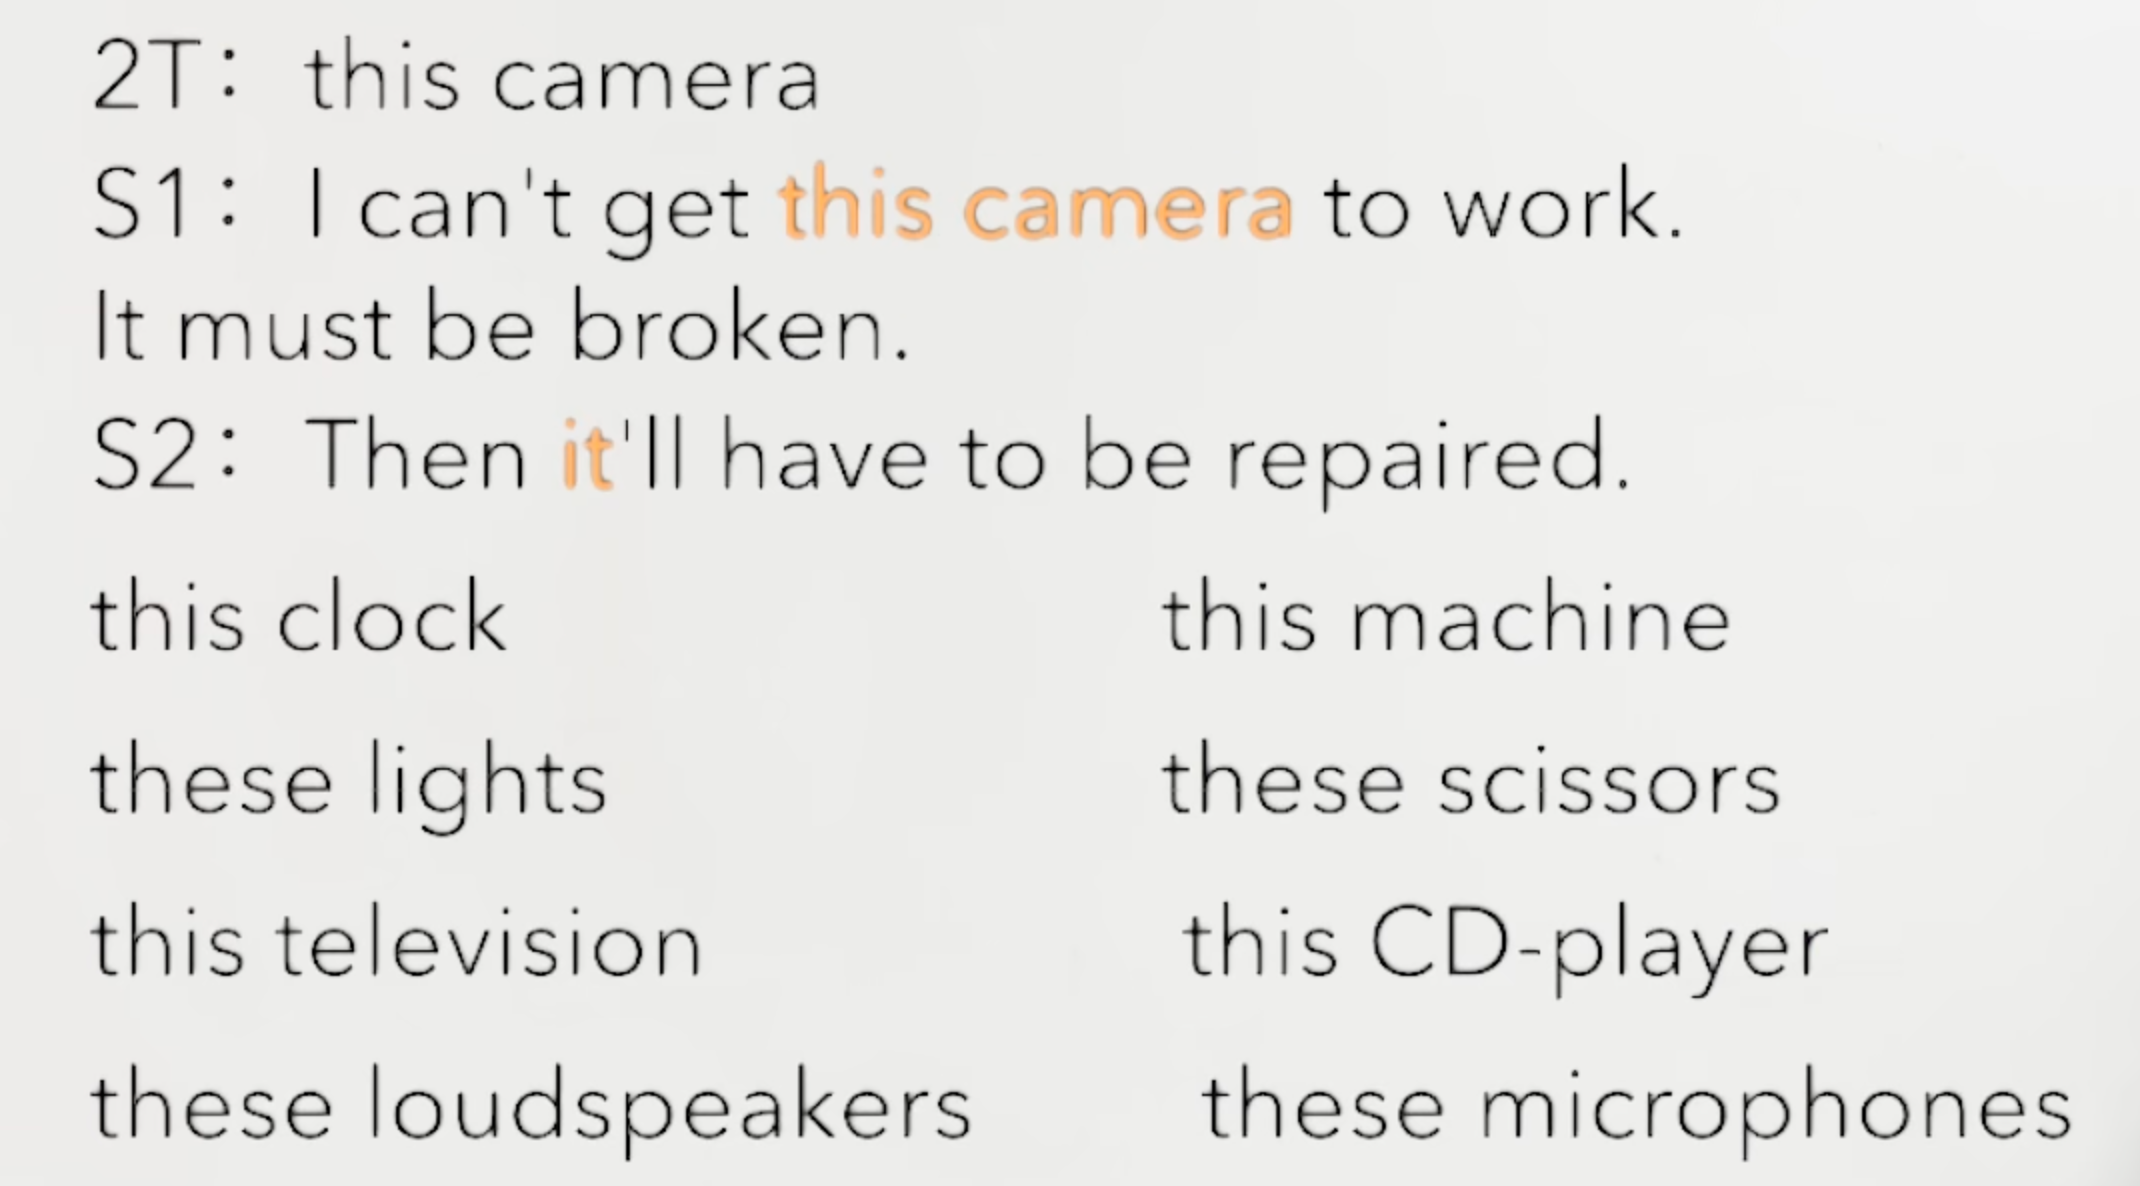 2T: this camera
S1: I can't get this camera to work.
It must be broken.
S2: Then it'll have to be repaired.
this clock this machine
these lights these scissors
this television this CD-player
these loudspeakers these microphones